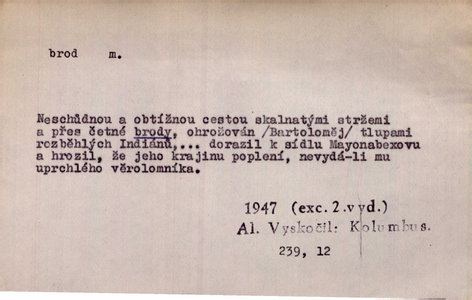 brod m.
Neschůdnou a obtížnou cestou skalnatými stržemi
a přes četné brody, ohrožován /Bartoloměj/ tlupami
rozběhlých Indiánů,... dorazil k sídlu Mayonabexovu
a hrozil, že jeho krajinu poplení, nevydá-li mu
uprchlého věrolomníka.
1947 (exc. 2.vyd.)
Al. Vyskočil: Kolumbus.
239, 12